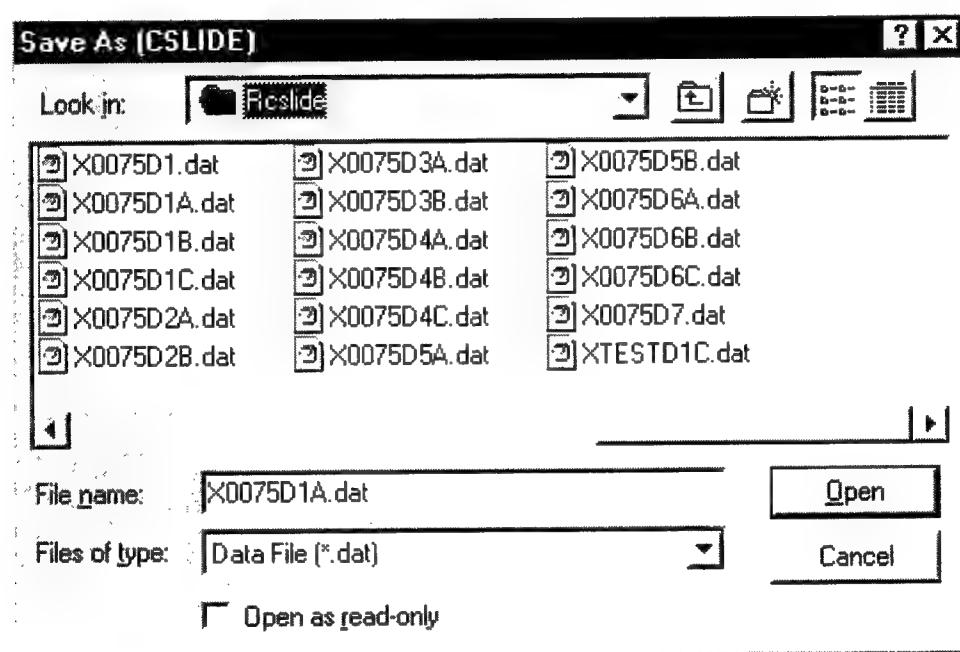 Save As (CSLIDE)
Look in: Rcslide
X0075D1.dat X0075D3A.dat X0075D5B.dat
X0075D1A.dat X0075D3B.dat X0075D6A.dat
X0075D1B.dat X0075D4A.dat X0075D6B.dat
X0075D1C.dat X0075D4B.dat X0075D6C.dat
X0075D2A.dat X0075D4C.dat X0075D7.dat
X0075D2B.dat X0075D5A.dat XTESTD1C.dat
File name: X0075D1A.dat Open
Files of type: Data File (*.dat) Cancel
Open as read-only